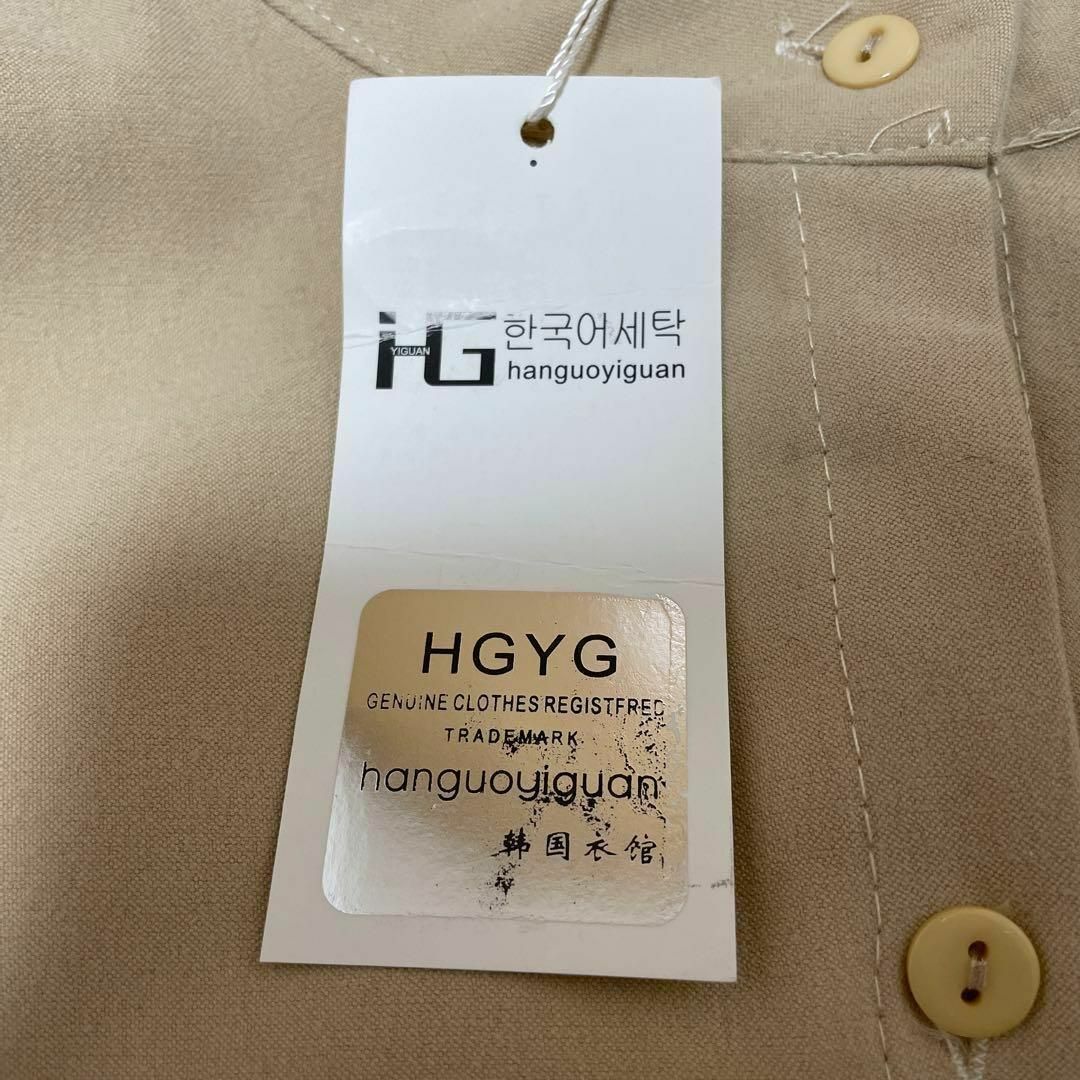 HG 한국어세탁
YIGUAN
hanguoyiguan
HGYG
GENUINE CLOTHES REGISTFRED
TRADEMARK
hanguoyiguan
韩国衣馆